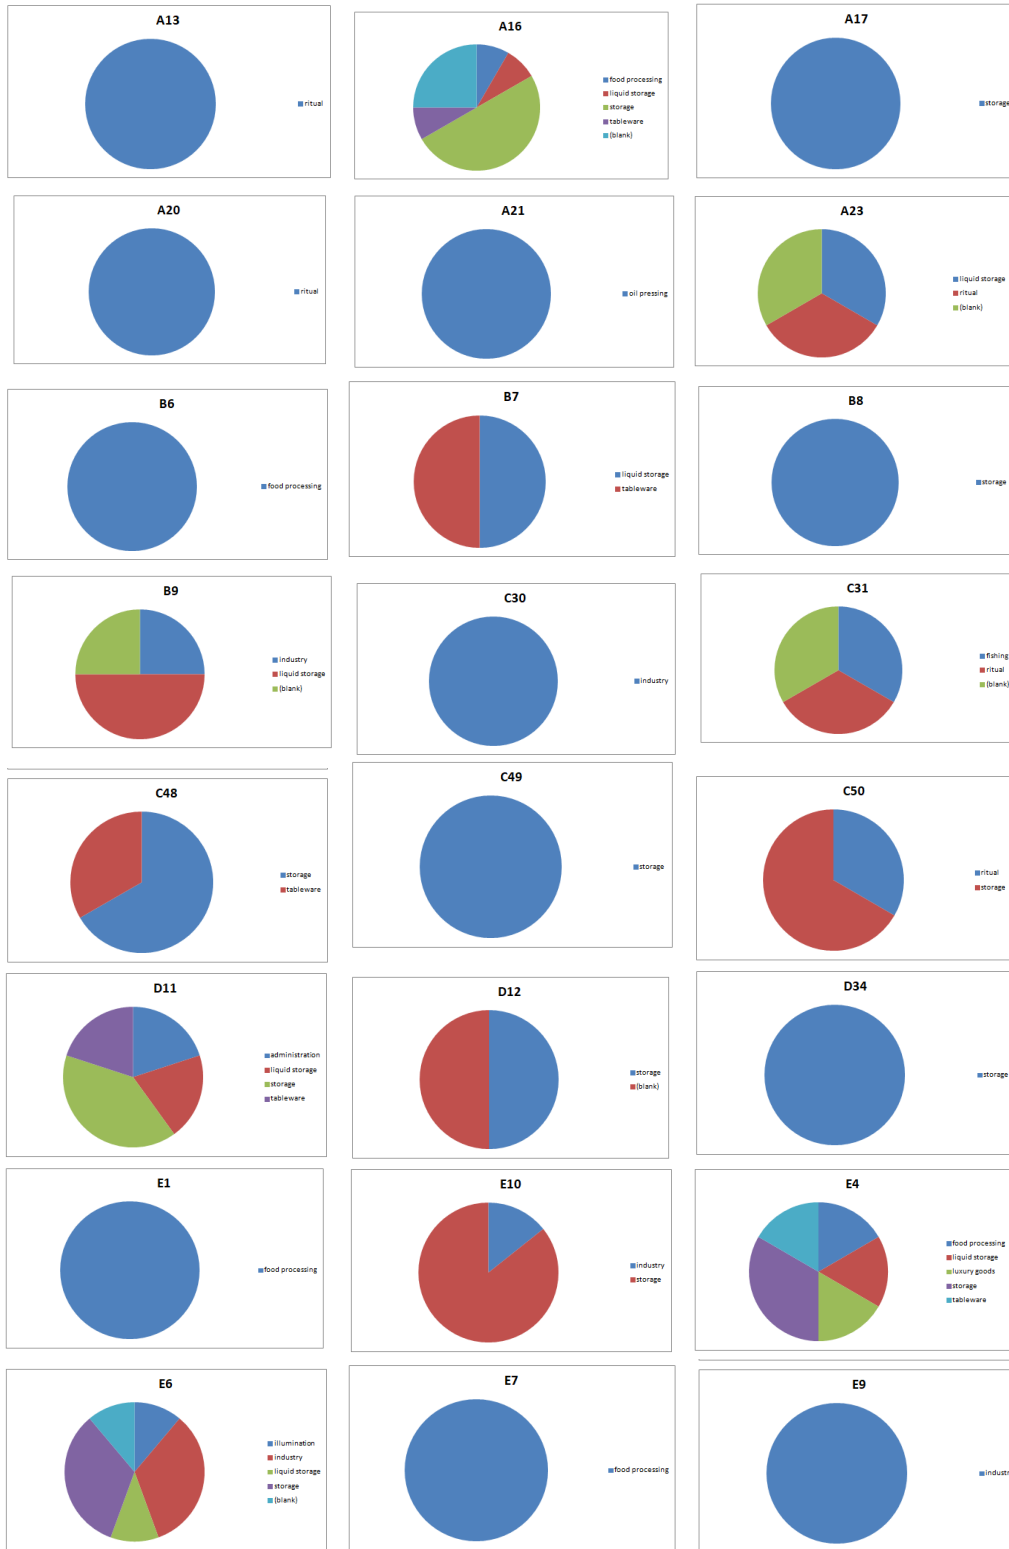 A13
ritual
A16
food processing
liquid storage
storage
tableware
(blank)
A17
storage
A20
ritual
A21
oil pressing
A23
liquid storage
ritual
(blank)
B6
food processing
B7
liquid storage
tableware
B8
storage
B9
industry
liquid storage
(blank)
C30
industry
C31
fishing
ritual
(blank)
C48
storage
tableware
C49
storage
C50
ritual
storage
D11
administration
liquid storage
storage
tableware
D12
storage
(blank)
D34
storage
E1
food processing
E10
industry
storage
E4
food processing
liquid storage
luxury goods
storage
tableware
E6
illumination
industry
liquid storage
storage
(blank)
E7
food processing
E9
industry